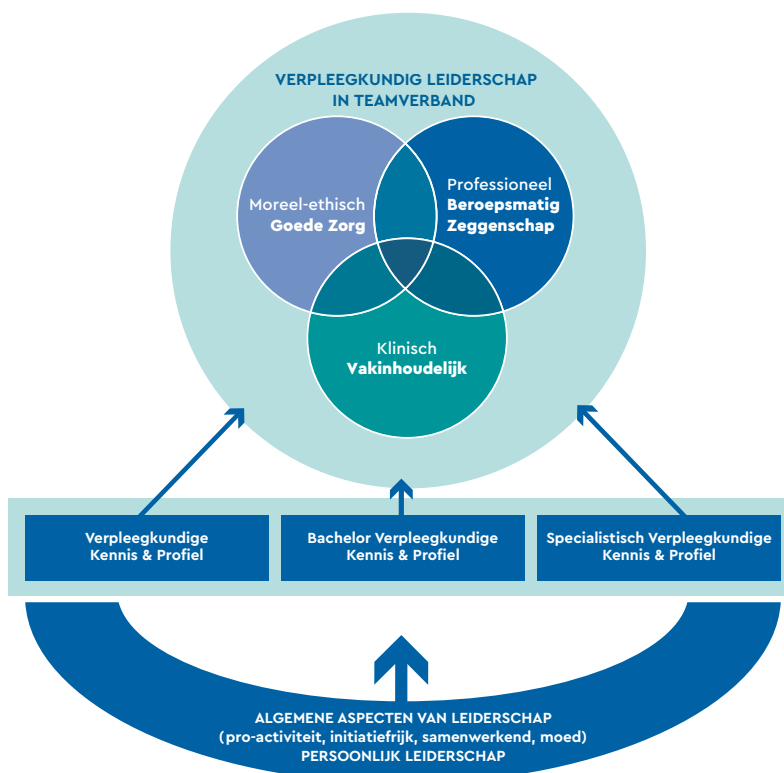 VERPLEEGKUNDIG LEIDERSCHAP
IN TEAMVERBAND
Moreel-ethisch
Goede Zorg
Professioneel
Beroepsmatig
Zeggenschap
Klinisch
Vakinhoudelijk
Verpleegkundige
Kennis & Profiel
Bachelor Verpleegkundige
Kennis & Profiel
Specialistisch Verpleegkundige
Kennis & Profiel
ALGEMENE ASPECTEN VAN LEIDERSCHAP
(pro-activiteit, initiatiefrijk, samenwerkend, moed)
PERSOONLIJK LEIDERSCHAP